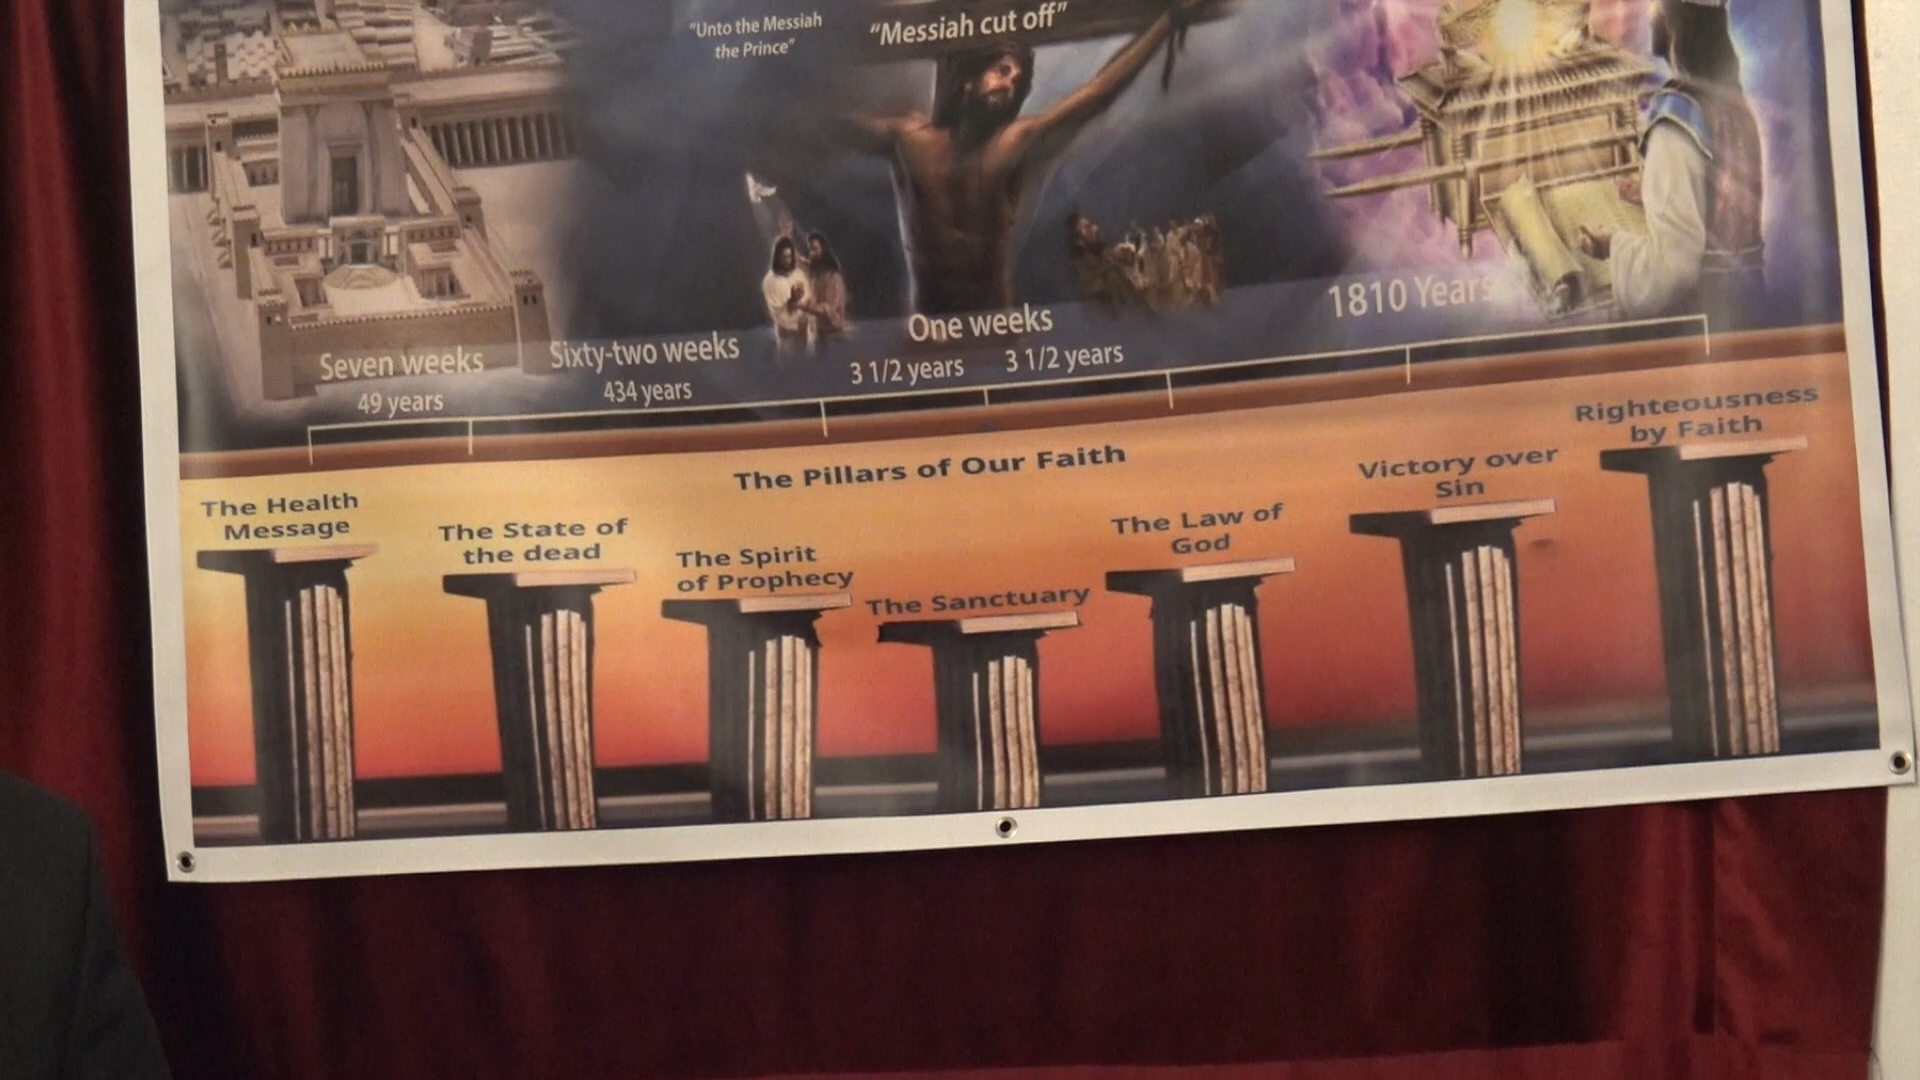 "Unto the Messiah
the Prince"
"Messiah cut off"
Seven weeks
49 years
Sixty-two weeks
434 years
One weeks
3 1/2 years 3 1/2 years
1810 Years
The Pillars of Our Faith
The Health
Message
The State of
the dead
The Spirit
of Prophecy
The Sanctuary
The Law of
God
Victory over
Sin
Righteousness
by Faith